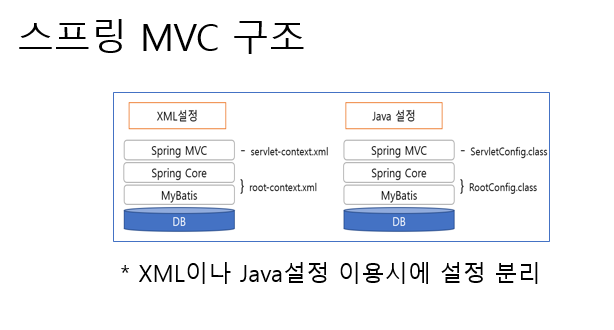 스프링 MVC 구조
XML설정
Java 설정
Spring MVC
- servlet-context.xml
Spring MVC
- ServletConfig.class
Spring Core
Spring Core
} root-context.xml
} RootConfig.class
MyBatis
MyBatis
DB
DB
* XML이나 Java설정 이용시에 설정 분리